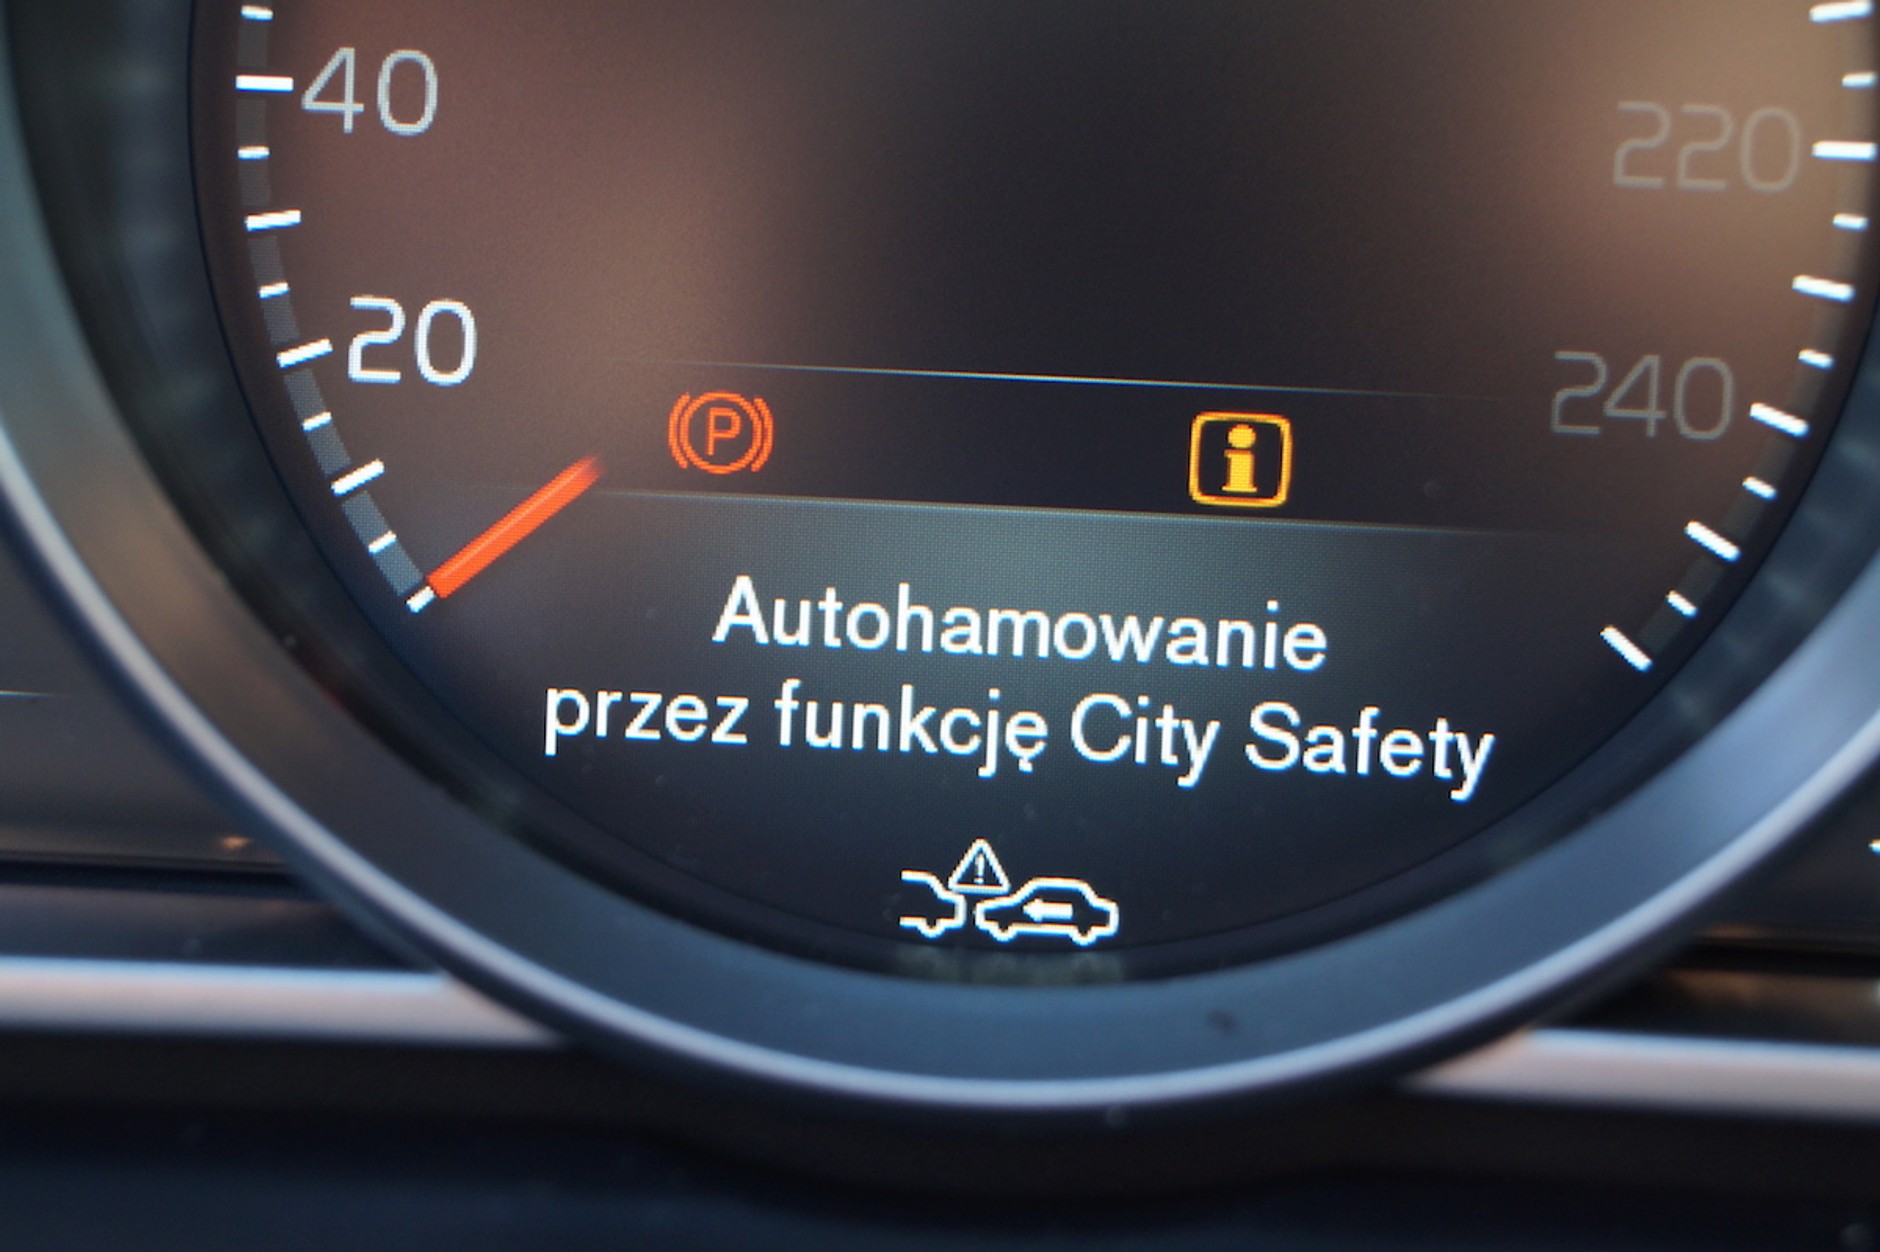 40
220
20
240
P
i
Autohamowanie
przez funkcję City Safety
!